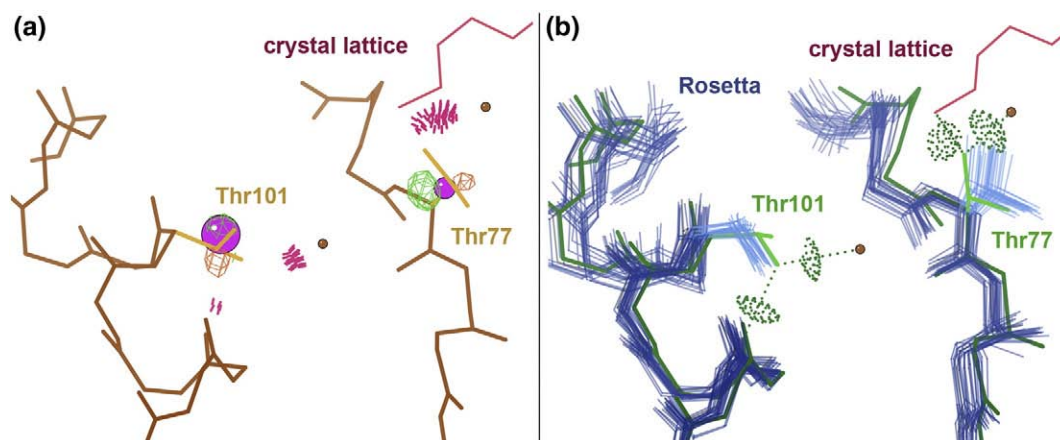 (a)
crystal lattice
Thr101
Thr77
(b)
crystal lattice
Rosetta
Thr101
Thr77